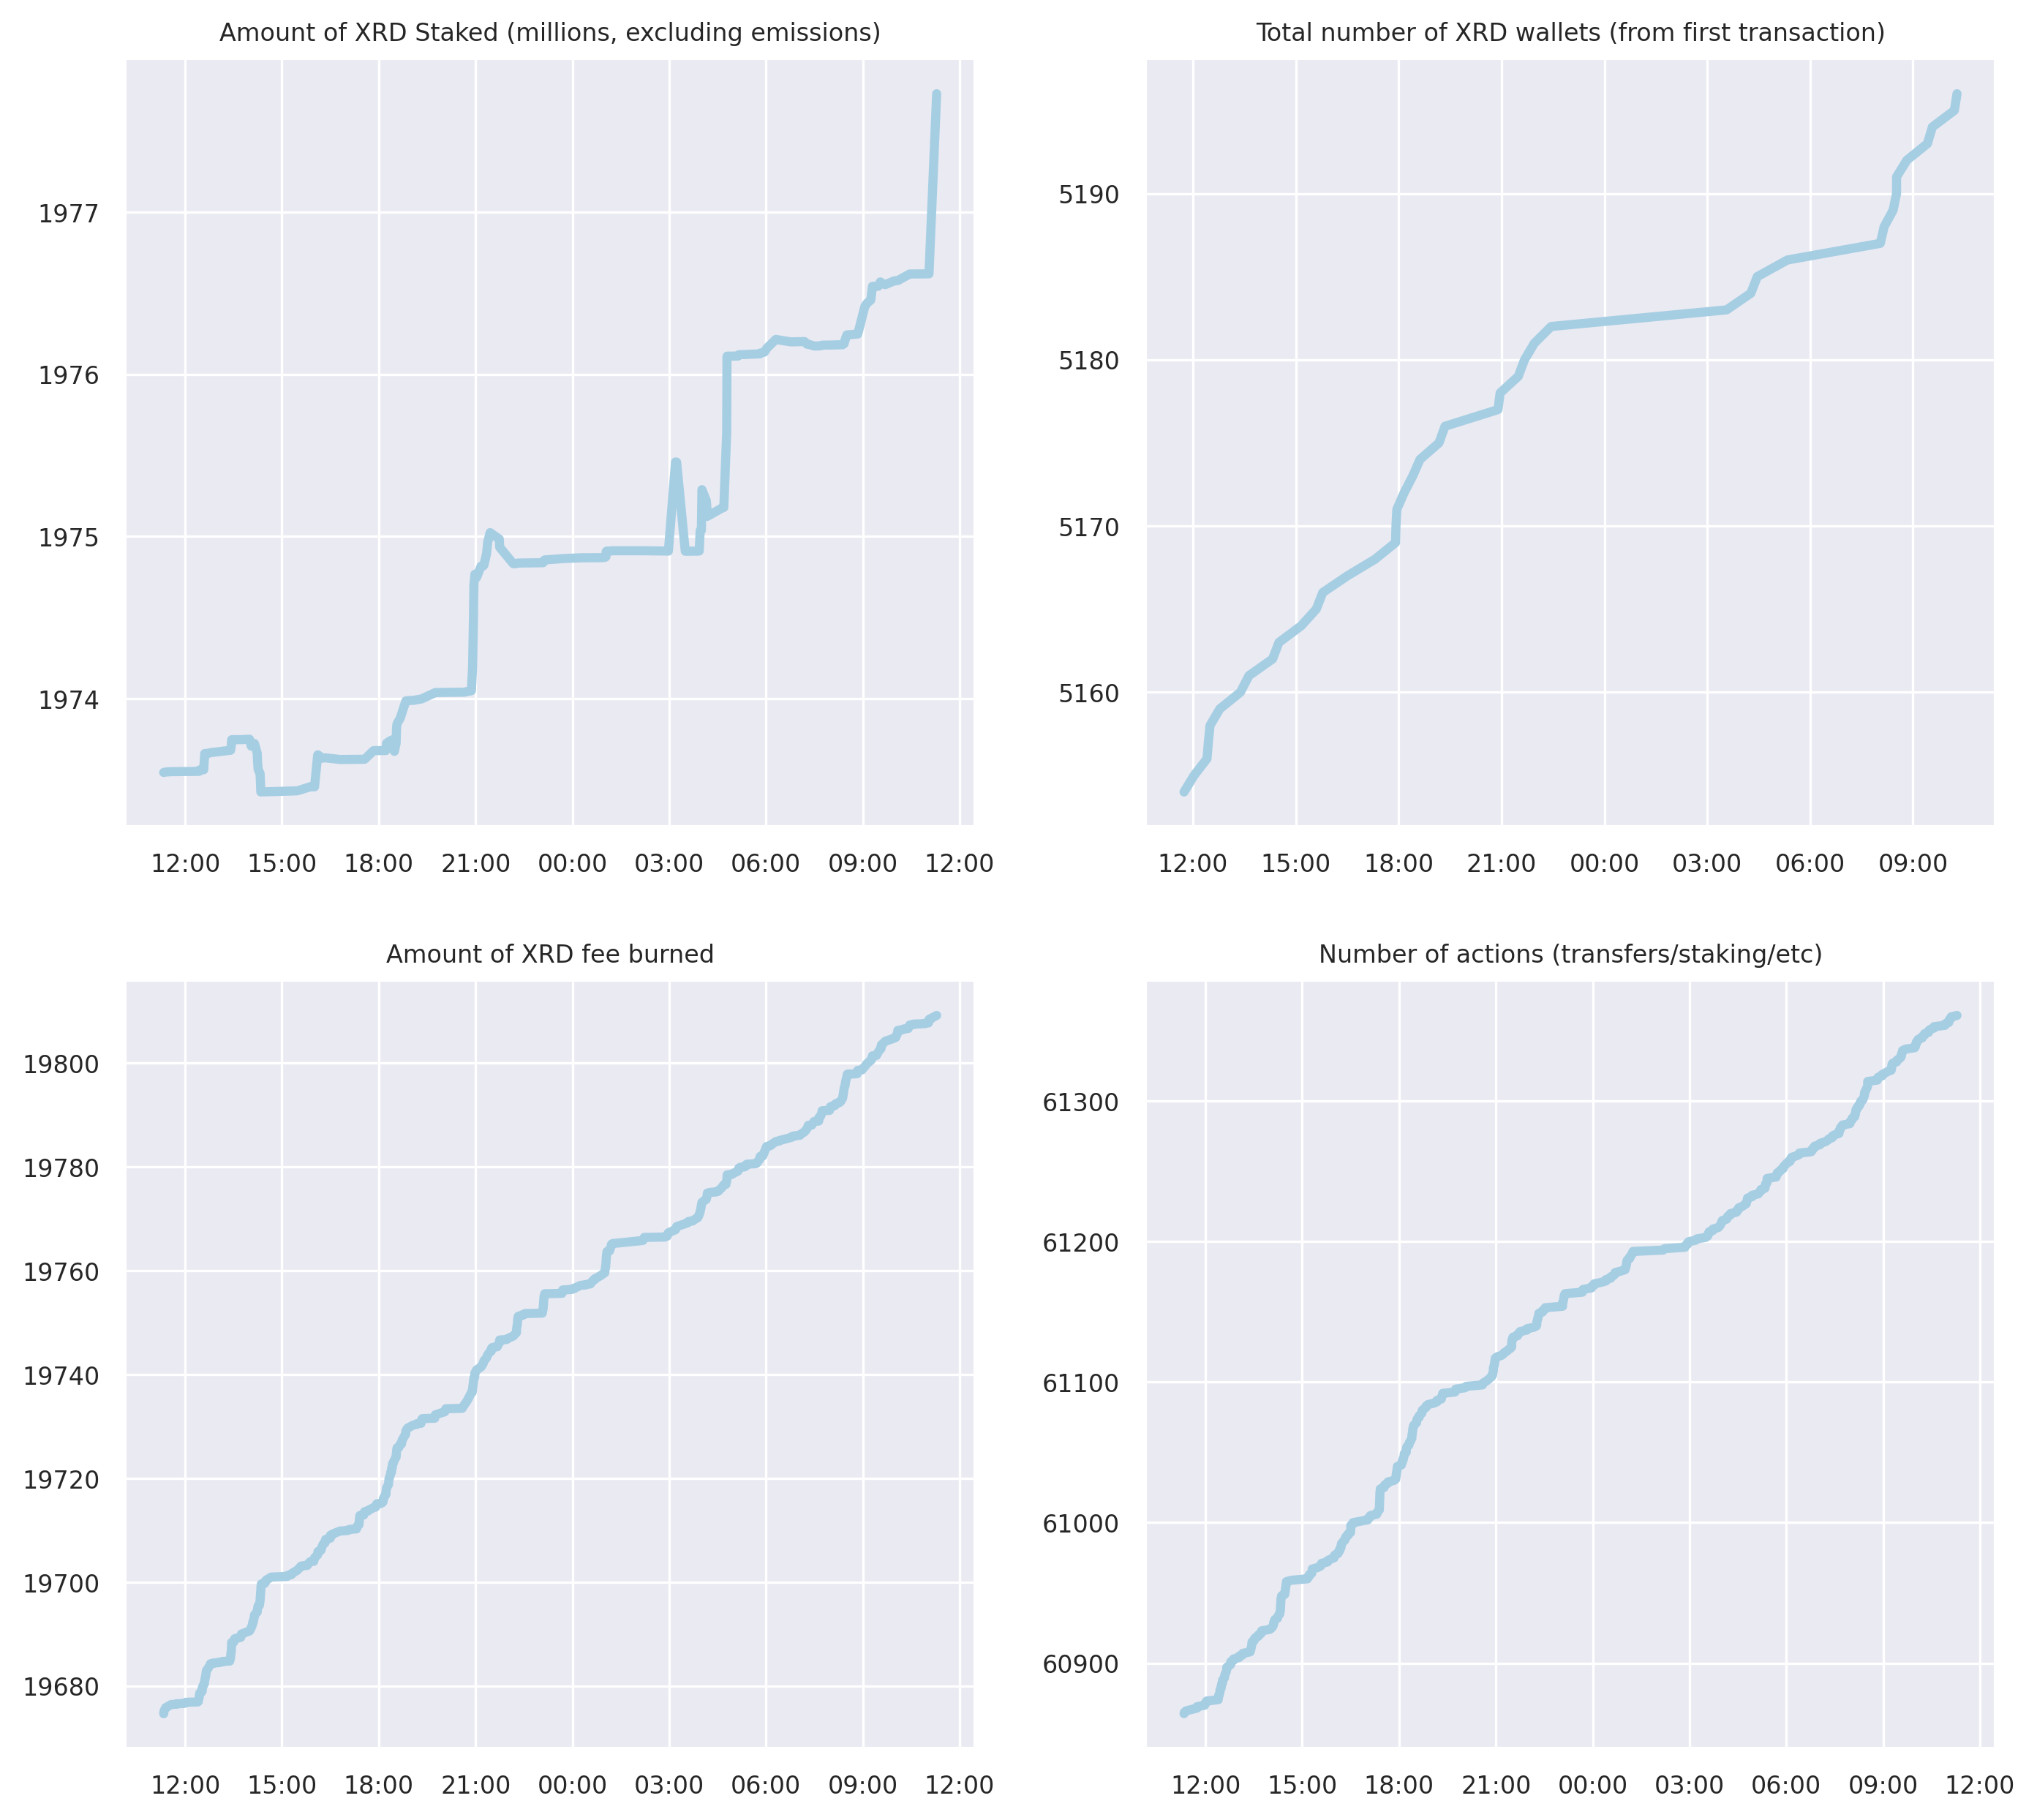 Amount of XRD Staked (millions, excluding emissions)
1977
1976
1975
1974
12:00 15:00 18:00 21:00 00:00 03:00 06:00 09:00 12:00
Total number of XRD wallets (from first transaction)
5190
5180
5170
5160
12:00 15:00 18:00 21:00 00:00 03:00 06:00 09:00
Amount of XRD fee burned
19800
19780
19760
19740
19720
19700
19680
12:00 15:00 18:00 21:00 00:00 03:00 06:00 09:00 12:00
Number of actions (transfers/staking/etc)
61300
61200
61100
61000
60900
12:00 15:00 18:00 21:00 00:00 03:00 06:00 09:00 12:00